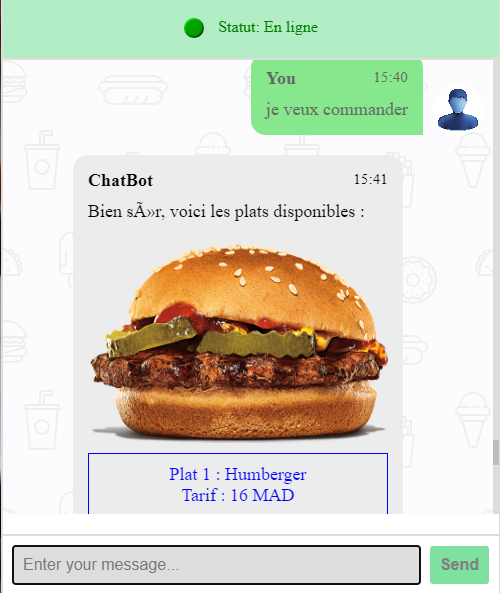 Statut: En ligne
You 15:40
je veux commander
ChatBot 15:41
Bien sÃ»r, voici les plats disponibles :
Plat 1 : Humberger
Tarif : 16 MAD
Enter your message...
Send